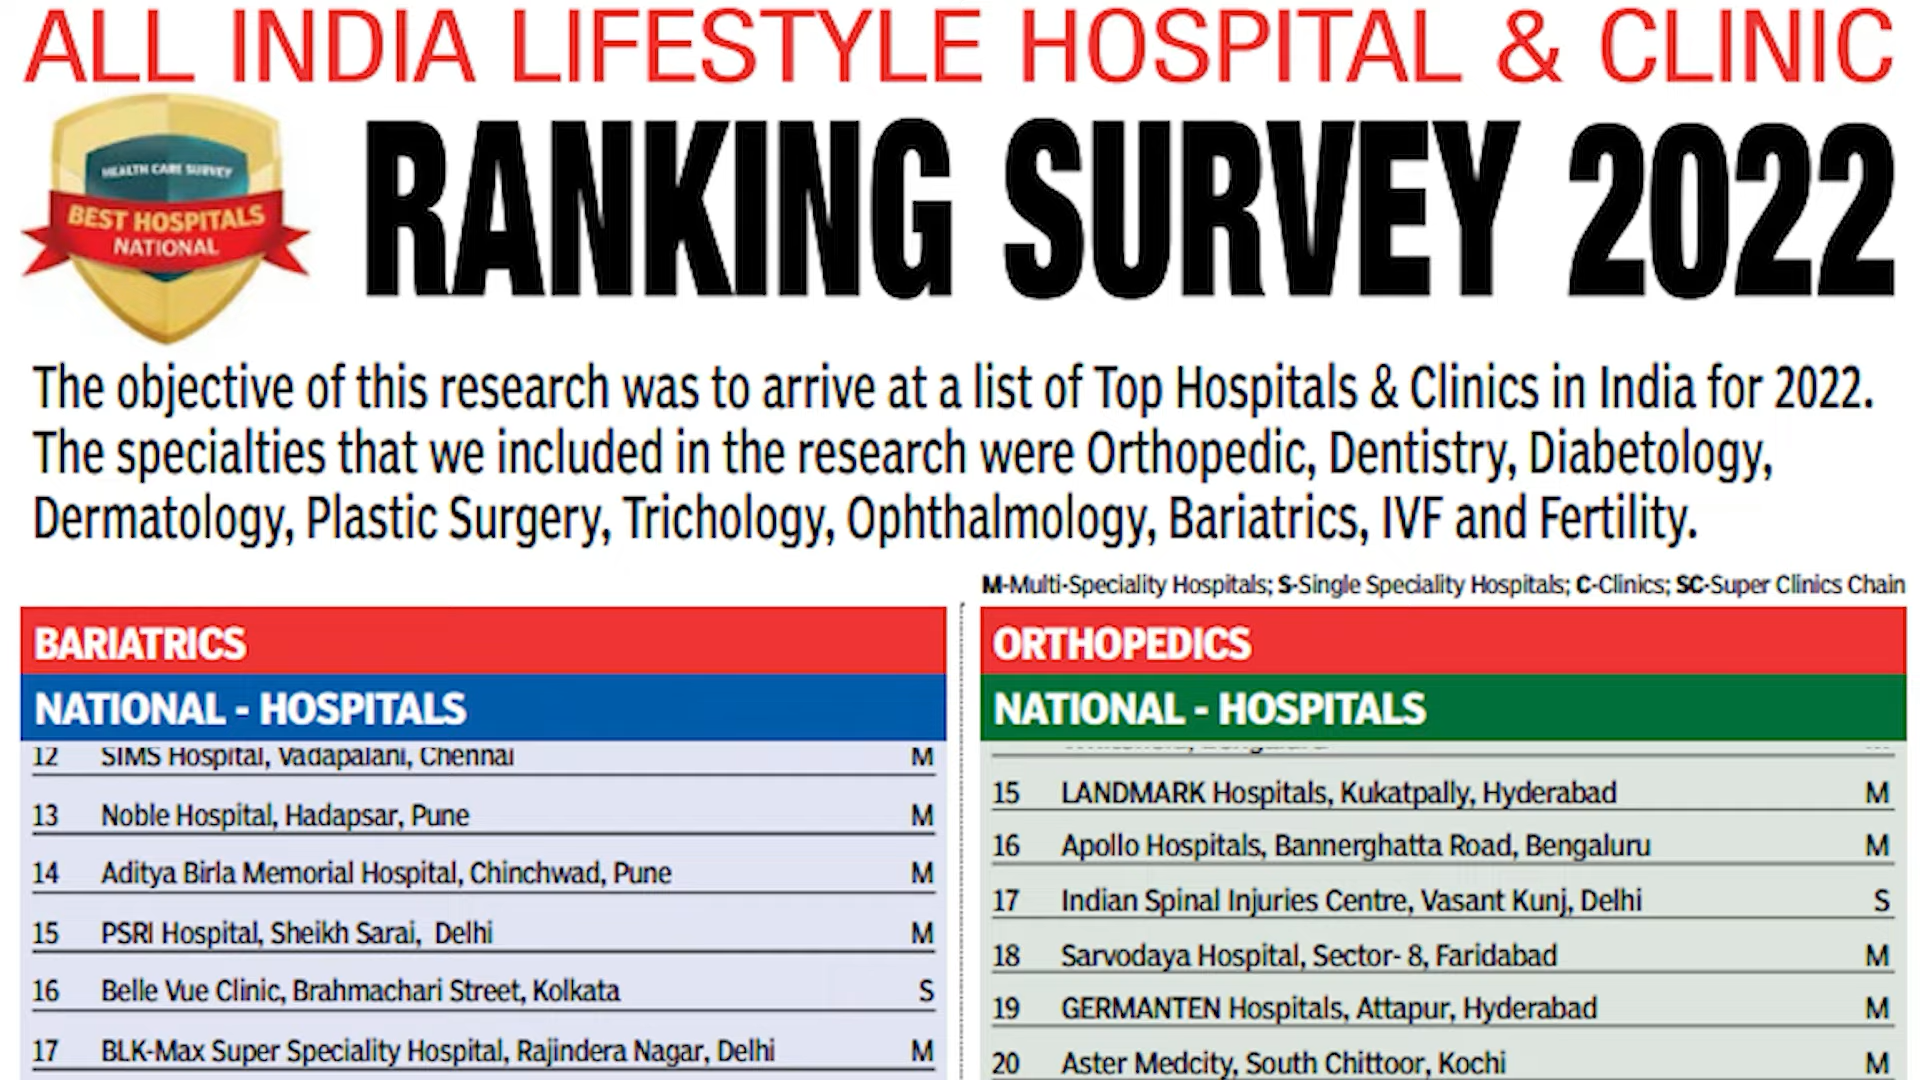 ALL INDIA LIFESTYLE HOSPITAL & CLINIC
HEALTH CARE SURVEY
BEST HOSPITALS
NATIONAL
RANKING SURVEY 2022
The objective of this research was to arrive at a list of Top Hospitals & Clinics in India for 2022.
The specialties that we included in the research were Orthopedic, Dentistry, Diabetology,
Dermatology, Plastic Surgery, Trichology, Ophthalmology, Bariatrics, IVF and Fertility.
M-Multi-Speciality Hospitals; S-Single Speciality Hospitals; C-Clinics; SC-Super Clinics Chain
BARIATRICS
NATIONAL - HOSPITALS
12 SIMS Hospital, Vadapalani, Chennai M
13 Noble Hospital, Hadapsar, Pune M
14 Aditya Birla Memorial Hospital, Chinchwad, Pune M
15 PSRI Hospital, Sheikh Sarai, Delhi M
16 Belle Vue Clinic, Brahmachari Street, Kolkata S
17 BLK-Max Super Speciality Hospital, Rajindera Nagar, Delhi M
ORTHOPEDICS
NATIONAL - HOSPITALS
15 LANDMARK Hospitals, Kukatpally, Hyderabad M
16 Apollo Hospitals, Bannerghatta Road, Bengaluru M
17 Indian Spinal Injuries Centre, Vasant Kunj, Delhi S
18 Sarvodaya Hospital, Sector- 8, Faridabad M
19 GERMANTEN Hospitals, Attapur, Hyderabad M
20 Aster Medcity, South Chittoor, Kochi M